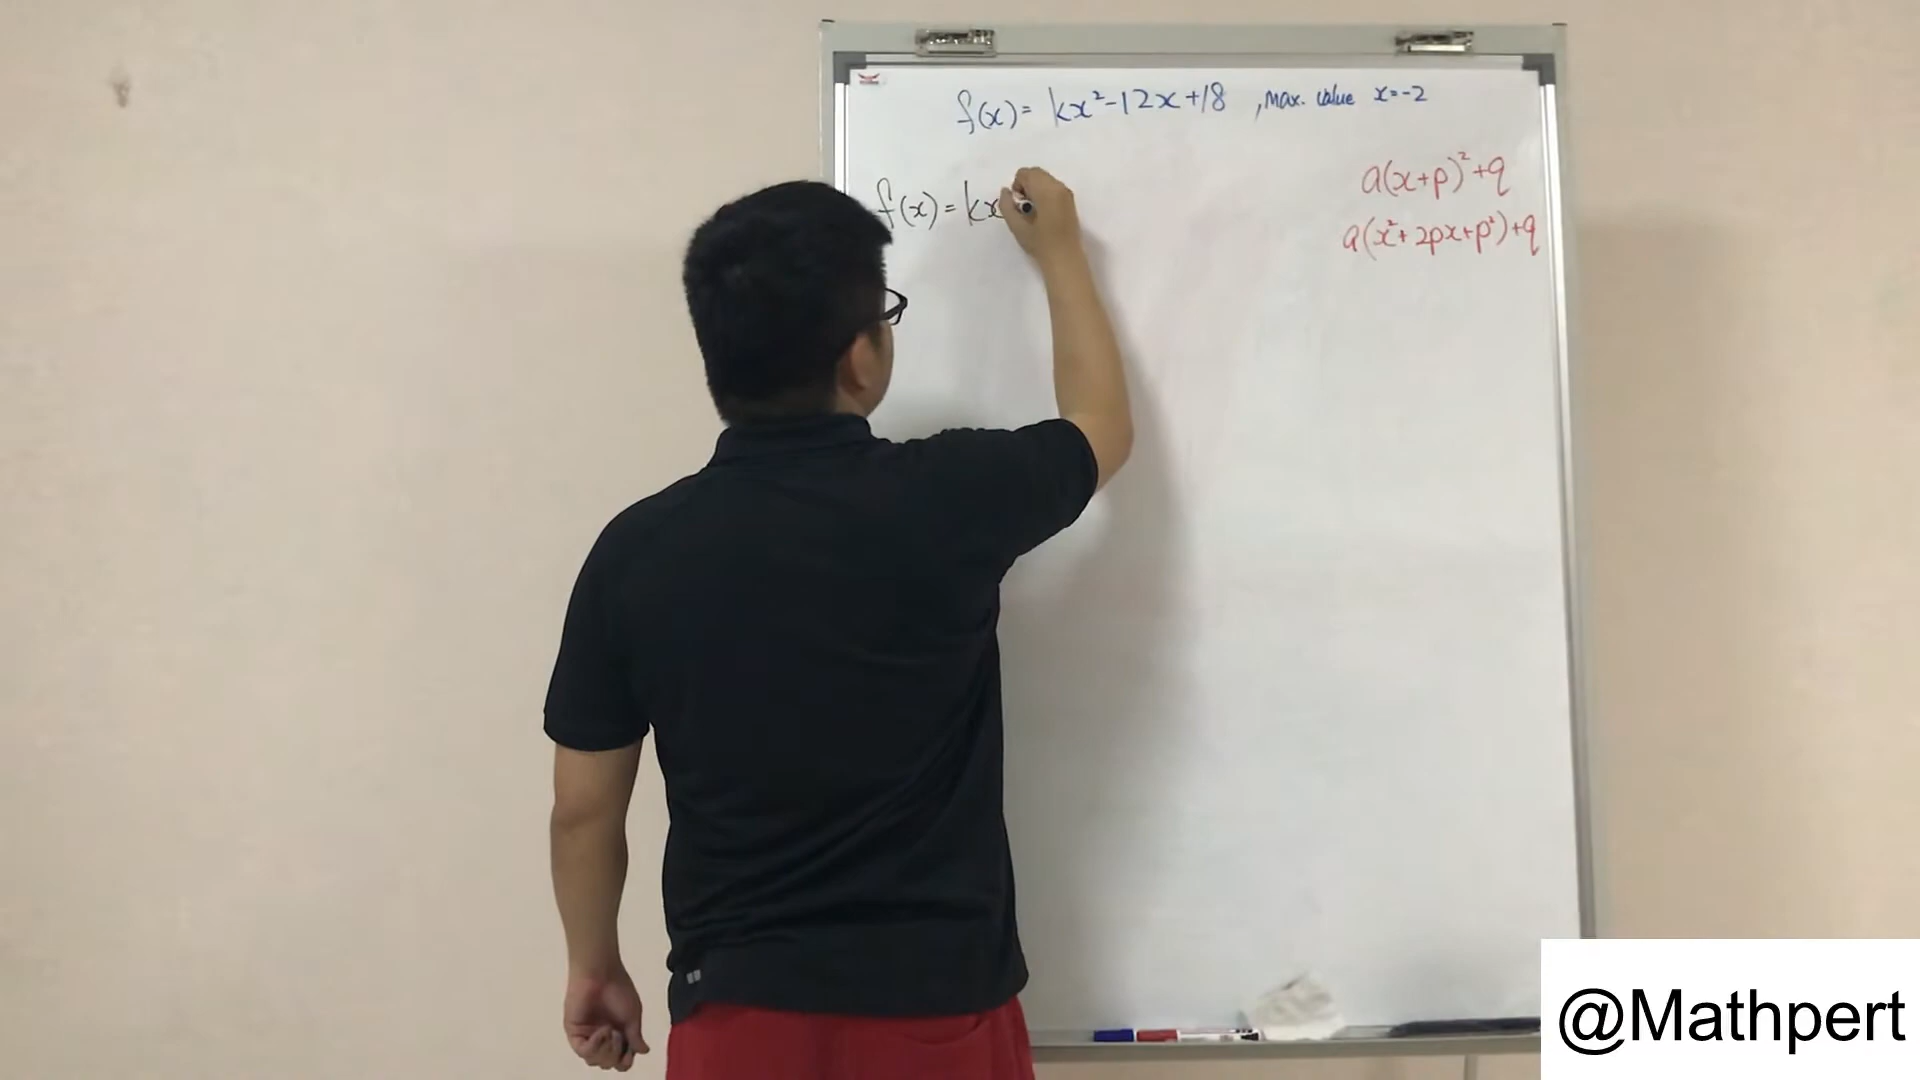 f(x) = kx²-12x+18 , Max. value x=-2
a(x+p)²+q
f(x) = kx
a(x²+2px+p²)+q
@Mathpert